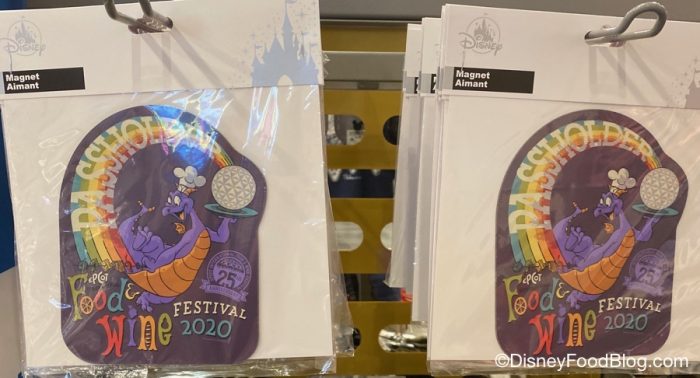 Disney
Magnet
Aimant
PASSHOLDER
EPCOT
Food &
Wine
FESTIVAL
2020
25
Disney
Magnet
Aimant
PASSHOLDER
EPCOT
Food &
Wine
FESTIVAL
2020
25
©DisneyFoodBlog.com